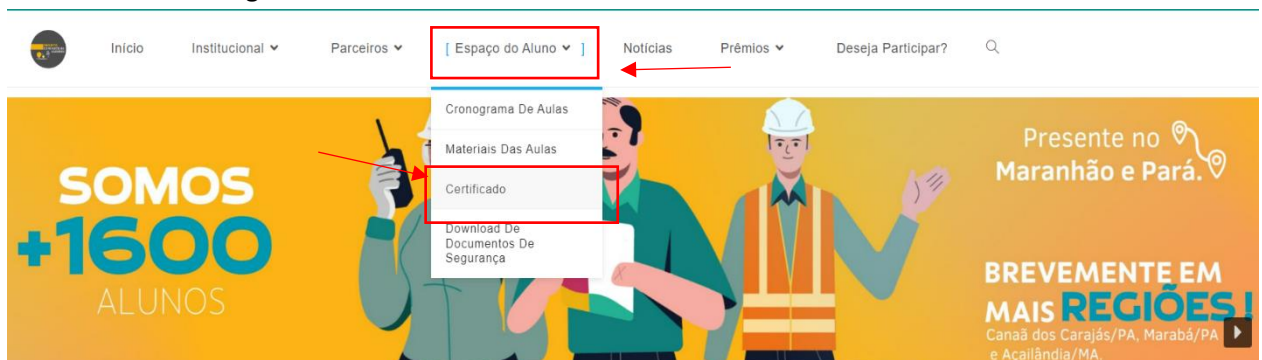 Início
Institucional
Parceiros
[ Espaço do Aluno ]
Notícias
Prêmios
Deseja Participar?
Cronograma De Aulas
Materiais Das Aulas
Certificado
Download De
Documentos De
Segurança
SOMOS
+1600
ALUNOS
Presente no
Maranhão e Pará.
BREVEMENTE EM
MAIS REGIÕES!
Canaã dos Carajás/PA, Marabá/PA
e Açailândia/MA.